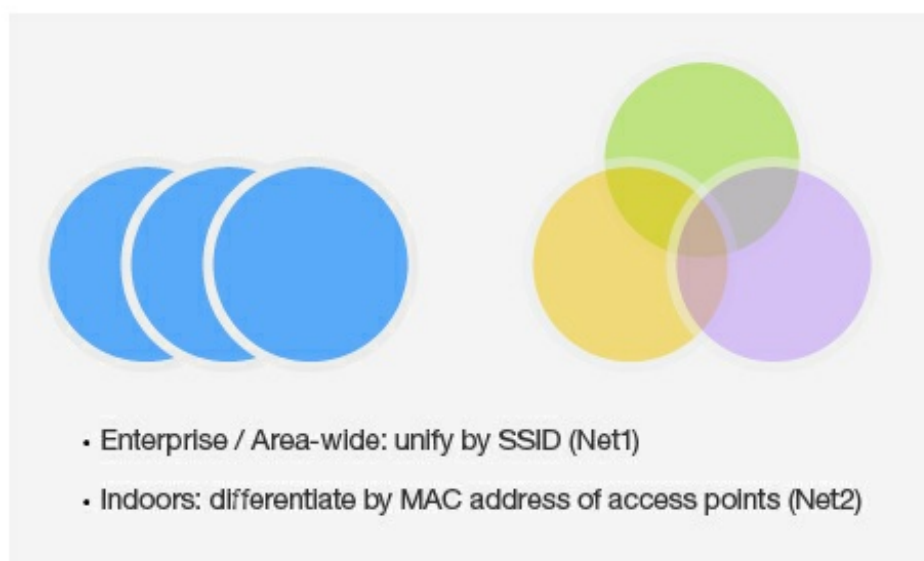 • Enterprise / Area-wide: unify by SSID (Net1)
• Indoors: differentiate by MAC address of access points (Net2)